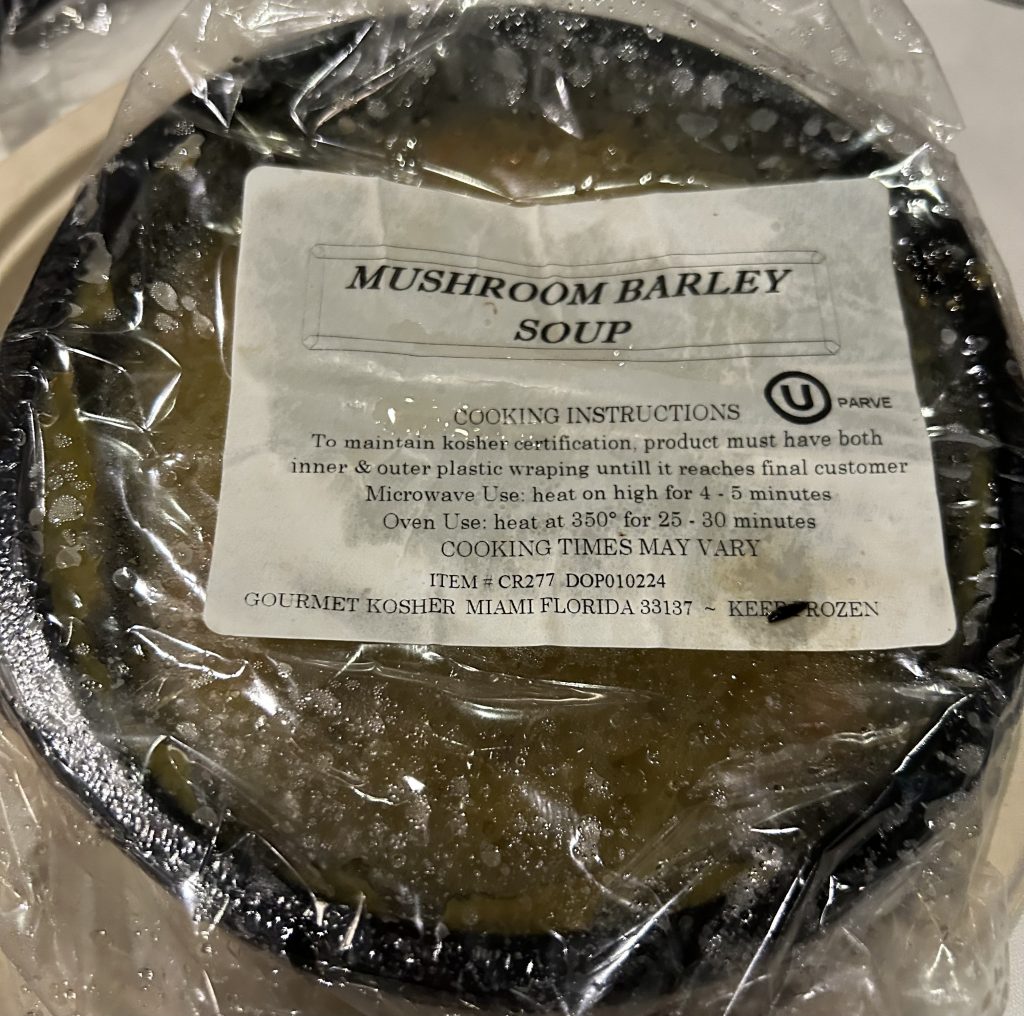 MUSHROOM BARLEY
SOUP
U PARVE
COOKING INSTRUCTIONS
To maintain kosher certification, product must have both
inner & outer plastic wraping untill it reaches final customer
Microwave Use: heat on high for 4 - 5 minutes
Oven Use: heat at 350° for 25 - 30 minutes
COOKING TIMES MAY VARY
ITEM # CR277 DOP010224
GOURMET KOSHER MIAMI FLORIDA 33137 ~ KEEP FROZEN